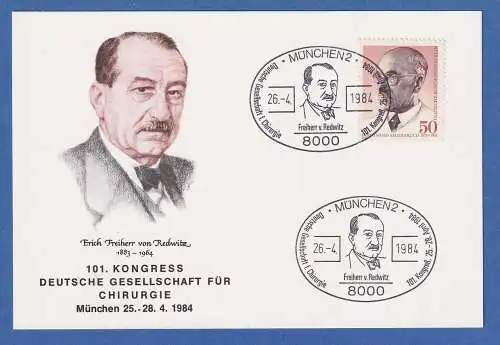 Erich Freiherr von Redwitz
1883 - 1964
101. KONGRESS
DEUTSCHE GESELLSCHAFT FÜR
CHIRURGIE
München 25.- 28. 4. 1984
MÜNCHEN 2
Deutsche Gesellschaft f. Chirurgie
26.-4.
1984
Freiherr v. Redwitz
8000
101. Kongreß, 25.-28. April 1984
50
MÜNCHEN 2
Deutsche Gesellschaft f. Chirurgie
26.-4.
1984
Freiherr v. Redwitz
8000
101. Kongreß, 25.-28. April 1984